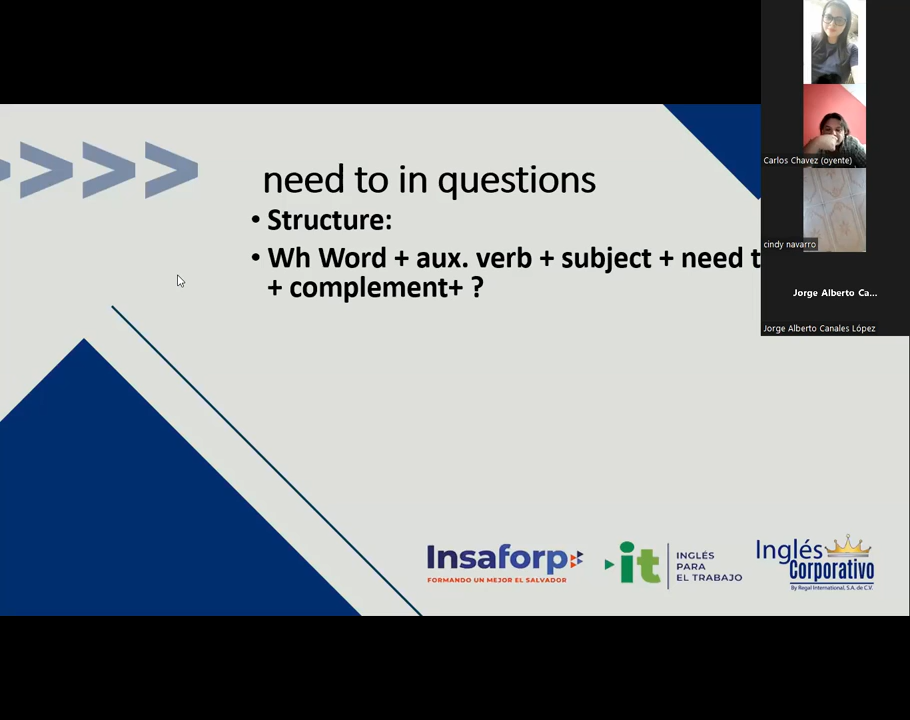 need to in questions
• Structure:
• Wh Word + aux. verb + subject + need t
+ complement+ ?
Carlos Chavez (oyente)
cindy navarro
Jorge Alberto Ca...
Jorge Alberto Canales López
Insaforp
FORMANDO UN MEJOR EL SALVADOR
it
INGLÉS
PARA
EL TRABAJO
Inglés
Corporativo
By Regal International, S.A. de C.V.